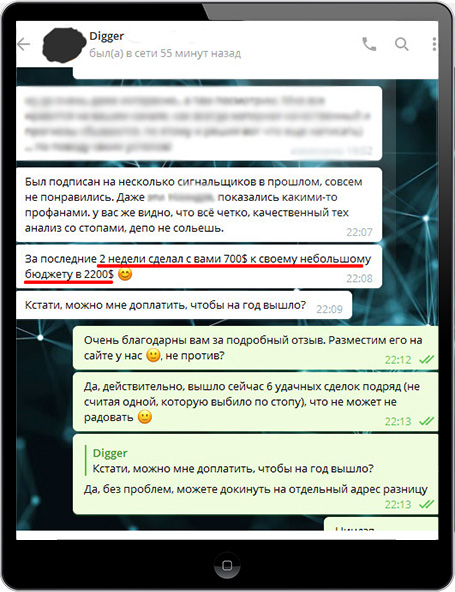 Digger
был(а) в сети 55 минут назад
Был подписан на несколько сигнальщиков в прошлом, совсем
не понравились. Даже показались какими-то
профанами. у вас же видно, что всё четко, качественный тех
анализ со стопами, депо не сольешь.
22:07
За последние 2 недели сделал с вами 700$ к своему небольшому
бюджету в 2200$ 😊
22:08
Кстати, можно мне доплатить, чтобы на год вышло?
22:09
Очень благодарны вам за подробный отзыв. Разместим его на
сайте у нас 🙂, не против?
22:12
Да, действительно, вышло сейчас 6 удачных сделок подряд (не
считая одной, которую выбило по стопу), что не может не
радовать 🙂
22:13
Digger
Кстати, можно мне доплатить, чтобы на год вышло?
Да, без проблем, можете докинуть на отдельный адрес разницу
22:13